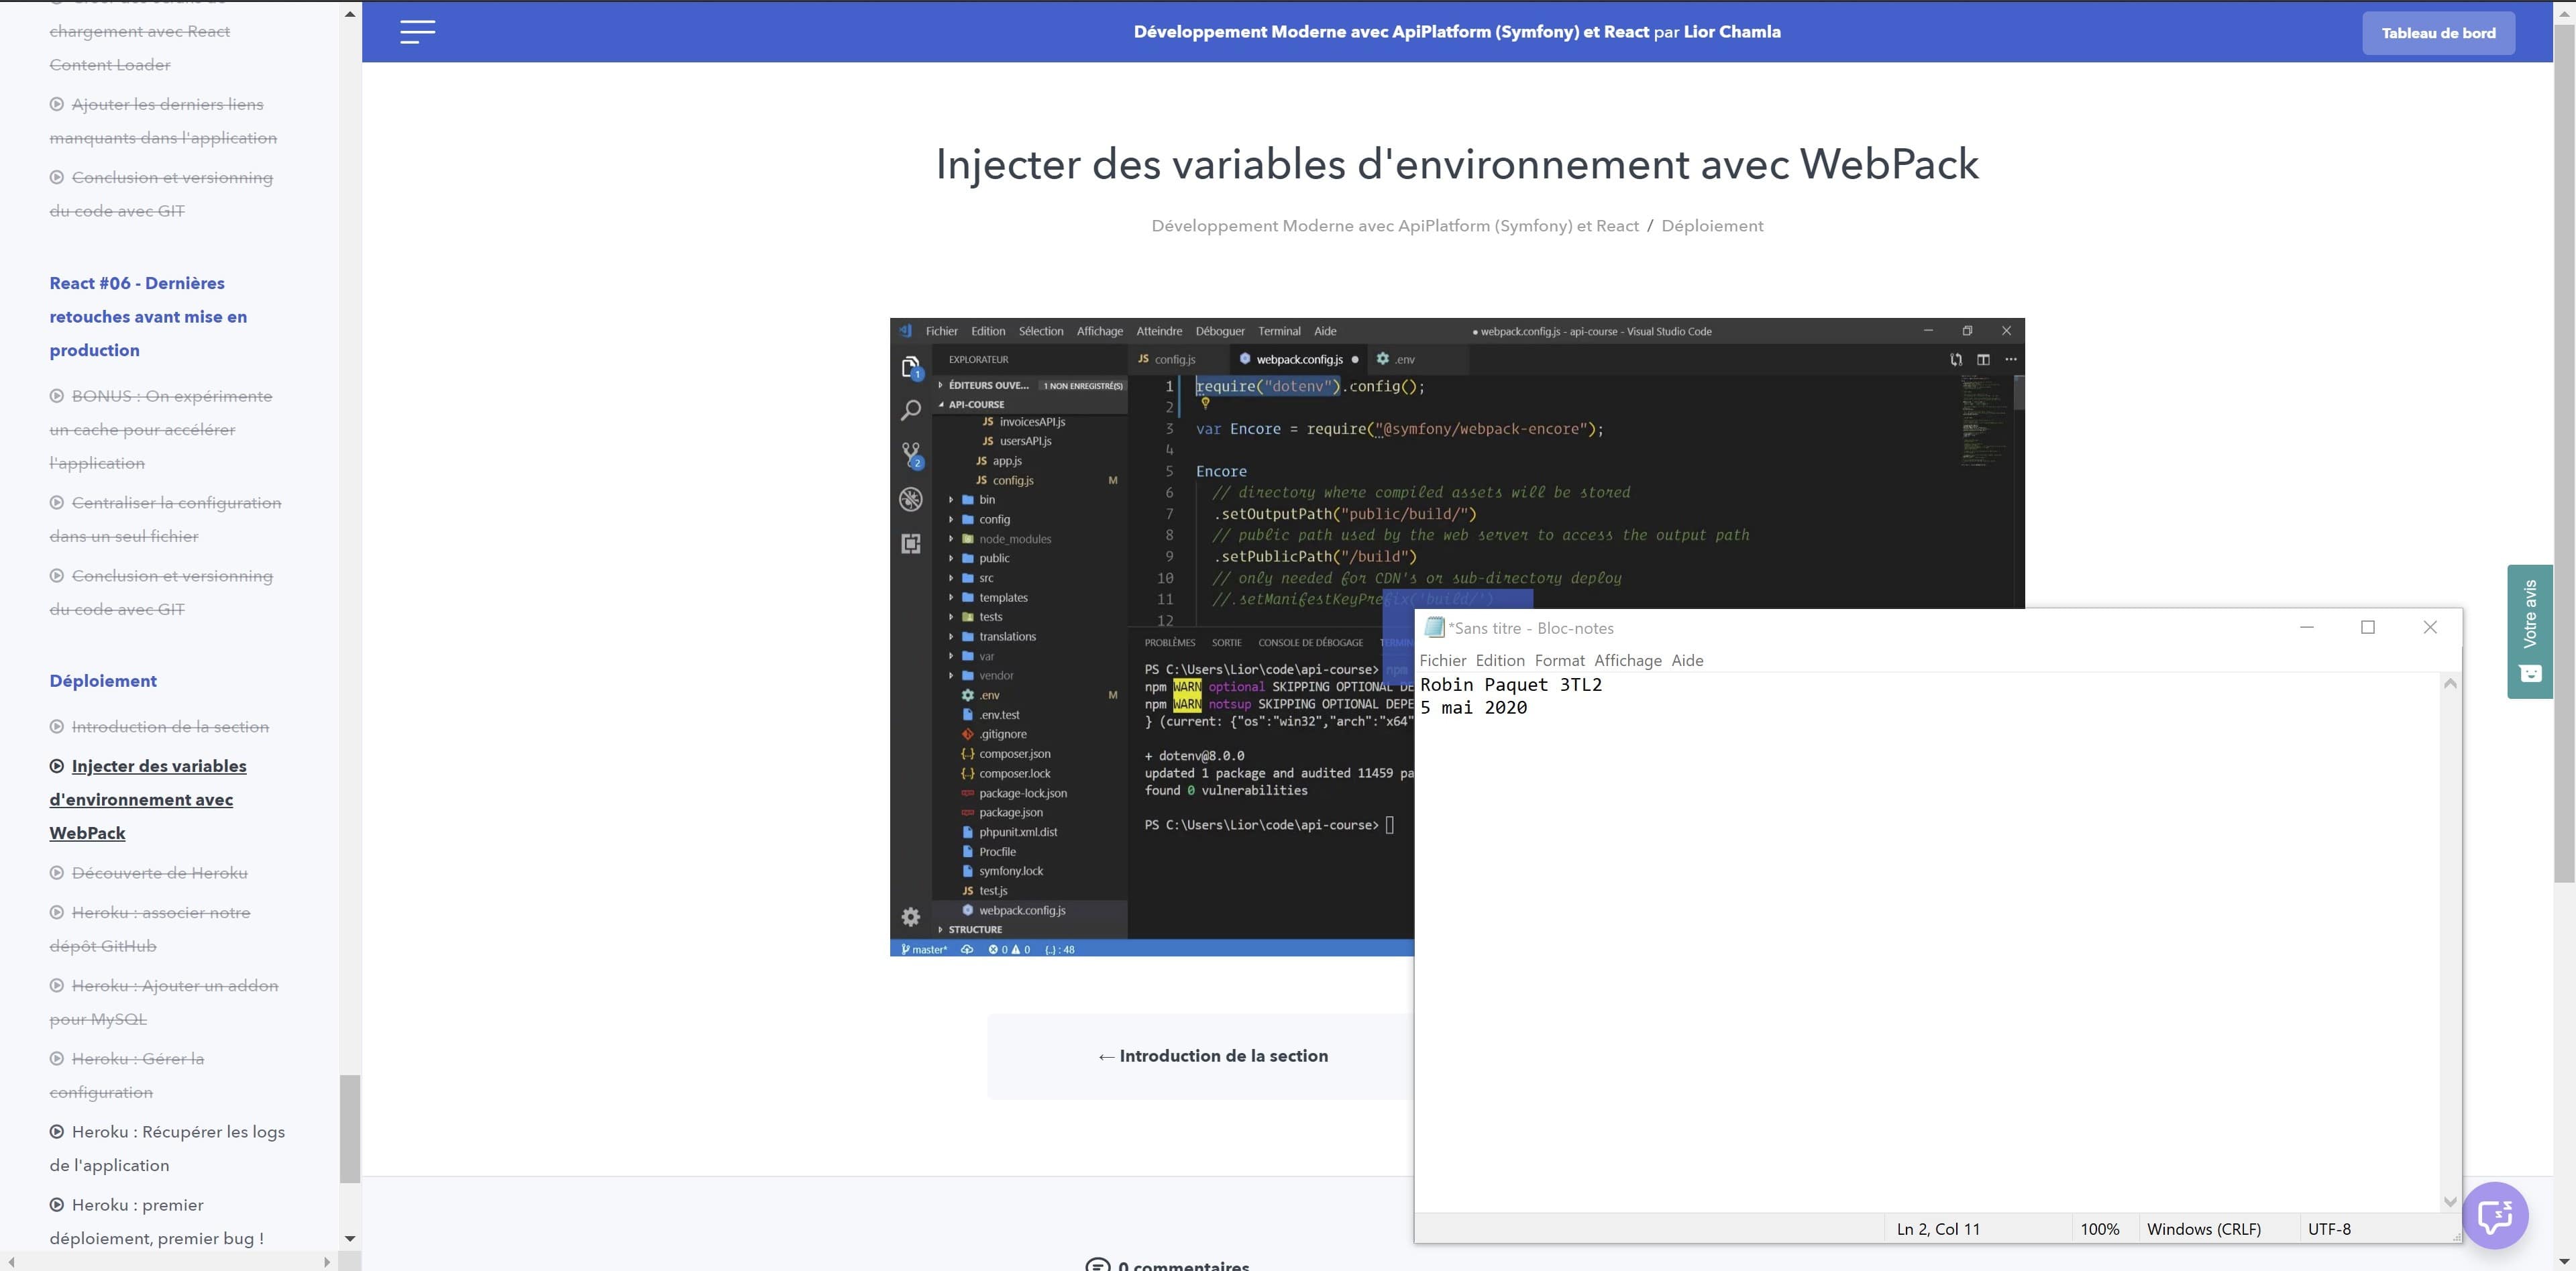 Créer des écrans de
chargement avec React
Content Loader
Ajouter les derniers liens
manquants dans l'application
Conclusion et versionning
du code avec GIT
React #06 - Dernières
retouches avant mise en
production
BONUS : On expérimente
un cache pour accélérer
l'application
Centraliser la configuration
dans un seul fichier
Conclusion et versionning
du code avec GIT
Déploiement
Introduction de la section
Injecter des variables
d'environnement avec
WebPack
Découverte de Heroku
Heroku : associer notre
dépôt GitHub
Heroku : Ajouter un addon
pour MySQL
Heroku : Gérer la
configuration
Heroku : Récupérer les logs
de l'application
Heroku : premier
déploiement, premier bug !
Développement Moderne avec ApiPlatform (Symfony) et React par Lior Chamla
Tableau de bord
Injecter des variables d'environnement avec WebPack
Développement Moderne avec ApiPlatform (Symfony) et React / Déploiement
Fichier Edition Sélection Affichage Atteindre Déboguer Terminal Aide
● webpack.config.js - api-course - Visual Studio Code
EXPLORATEUR
ÉDITEURS OUVE... 1 NON ENREGISTRÉ(S)
API-COURSE
JS invoicesAPI.js
JS usersAPI.js
JS app.js
JS config.js M
bin
config
node_modules
public
src
templates
tests
translations
var
vendor
.env M
.env.test
.gitignore
composer.json
composer.lock
package-lock.json
package.json
phpunit.xml.dist
Procfile
symfony.lock
JS test.js
webpack.config.js
STRUCTURE
1
2
JS config.js webpack.config.js ● .env
1 require("dotenv").config();
2
3 var Encore = require("@symfony/webpack-encore");
4
5 Encore
6 // directory where compiled assets will be stored
7 .setOutputPath("public/build/")
8 // public path used by the web server to access the output path
9 .setPublicPath("/build")
10 // only needed for CDN's or sub-directory deploy
11 //.setManifestKeyPrefix('build/')
12
PROBLÈMES SORTIE CONSOLE DE DÉBOGAGE TERMIN
PS C:\Users\Lior\code\api-course> npm
npm WARN optional SKIPPING OPTIONAL DE
npm WARN notsup SKIPPING OPTIONAL DEPE
} (current: {"os":"win32","arch":"x64"
+ dotenv@8.0.0
updated 1 package and audited 11459 pa
found 0 vulnerabilities
PS C:\Users\Lior\code\api-course>
master* 0 0 {..} : 48
*Sans titre - Bloc-notes
Fichier Edition Format Affichage Aide
Robin Paquet 3TL2
5 mai 2020
Ln 2, Col 11 100% Windows (CRLF) UTF-8
← Introduction de la section
0 commentaires
Votre avis